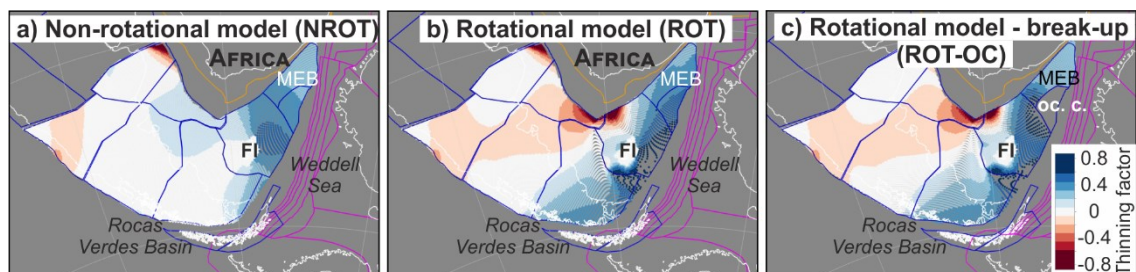 a) Non-rotational model (NROT)
AFRICA
MEB
FI
Weddell
Sea
Rocas
Verdes Basin
b) Rotational model (ROT)
AFRICA
MEB
FI
Weddell
Sea
Rocas
Verdes Basin
c) Rotational model - break-up
(ROT-OC)
MEB
oc. c.
FI
Rocas
Verdes Basin
0.8
0.4
0
-0.4
-0.8
Thinning factor